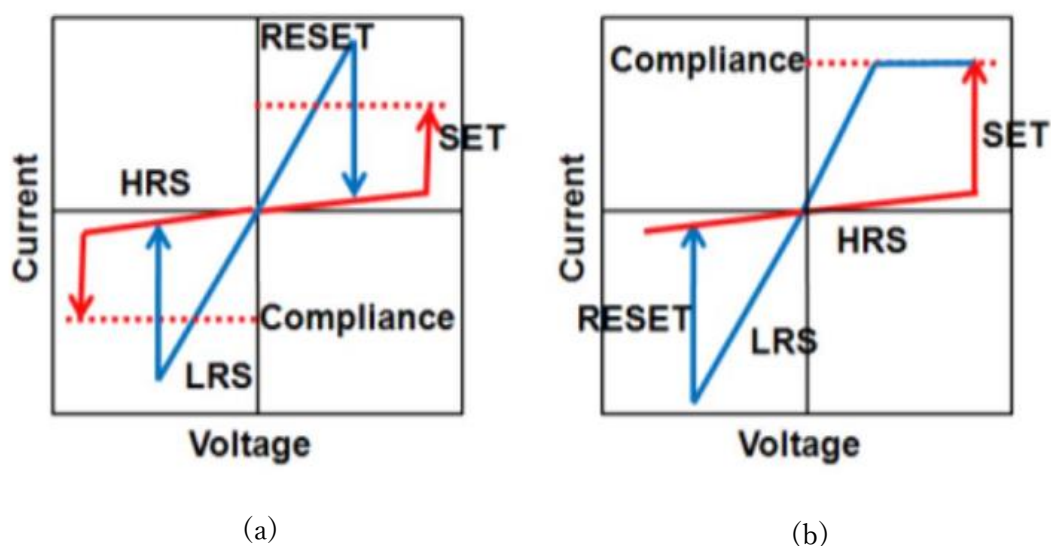 RESET
SET
HRS
Current
Compliance
LRS
Voltage
(a)
Compliance
SET
Current
HRS
RESET
LRS
Voltage
(b)